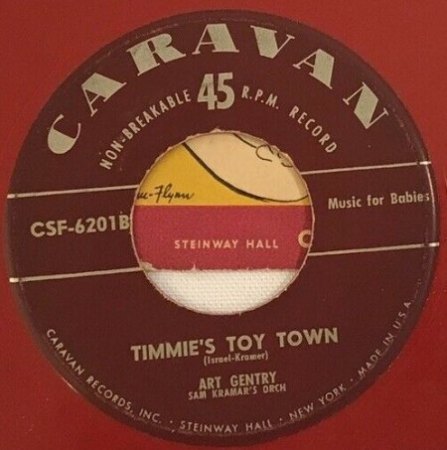 CARAVAN
NON-BREAKABLE 45 R.P.M. RECORD
CSF-6201B
Music for Babies
STEINWAY HALL
TIMMIE'S TOY TOWN
(Israel-Kramer)
ART GENTRY
SAM KRAMAR'S ORCH
CARAVAN RECORDS, INC. · STEINWAY HALL · NEW YORK · MADE IN U.S.A.